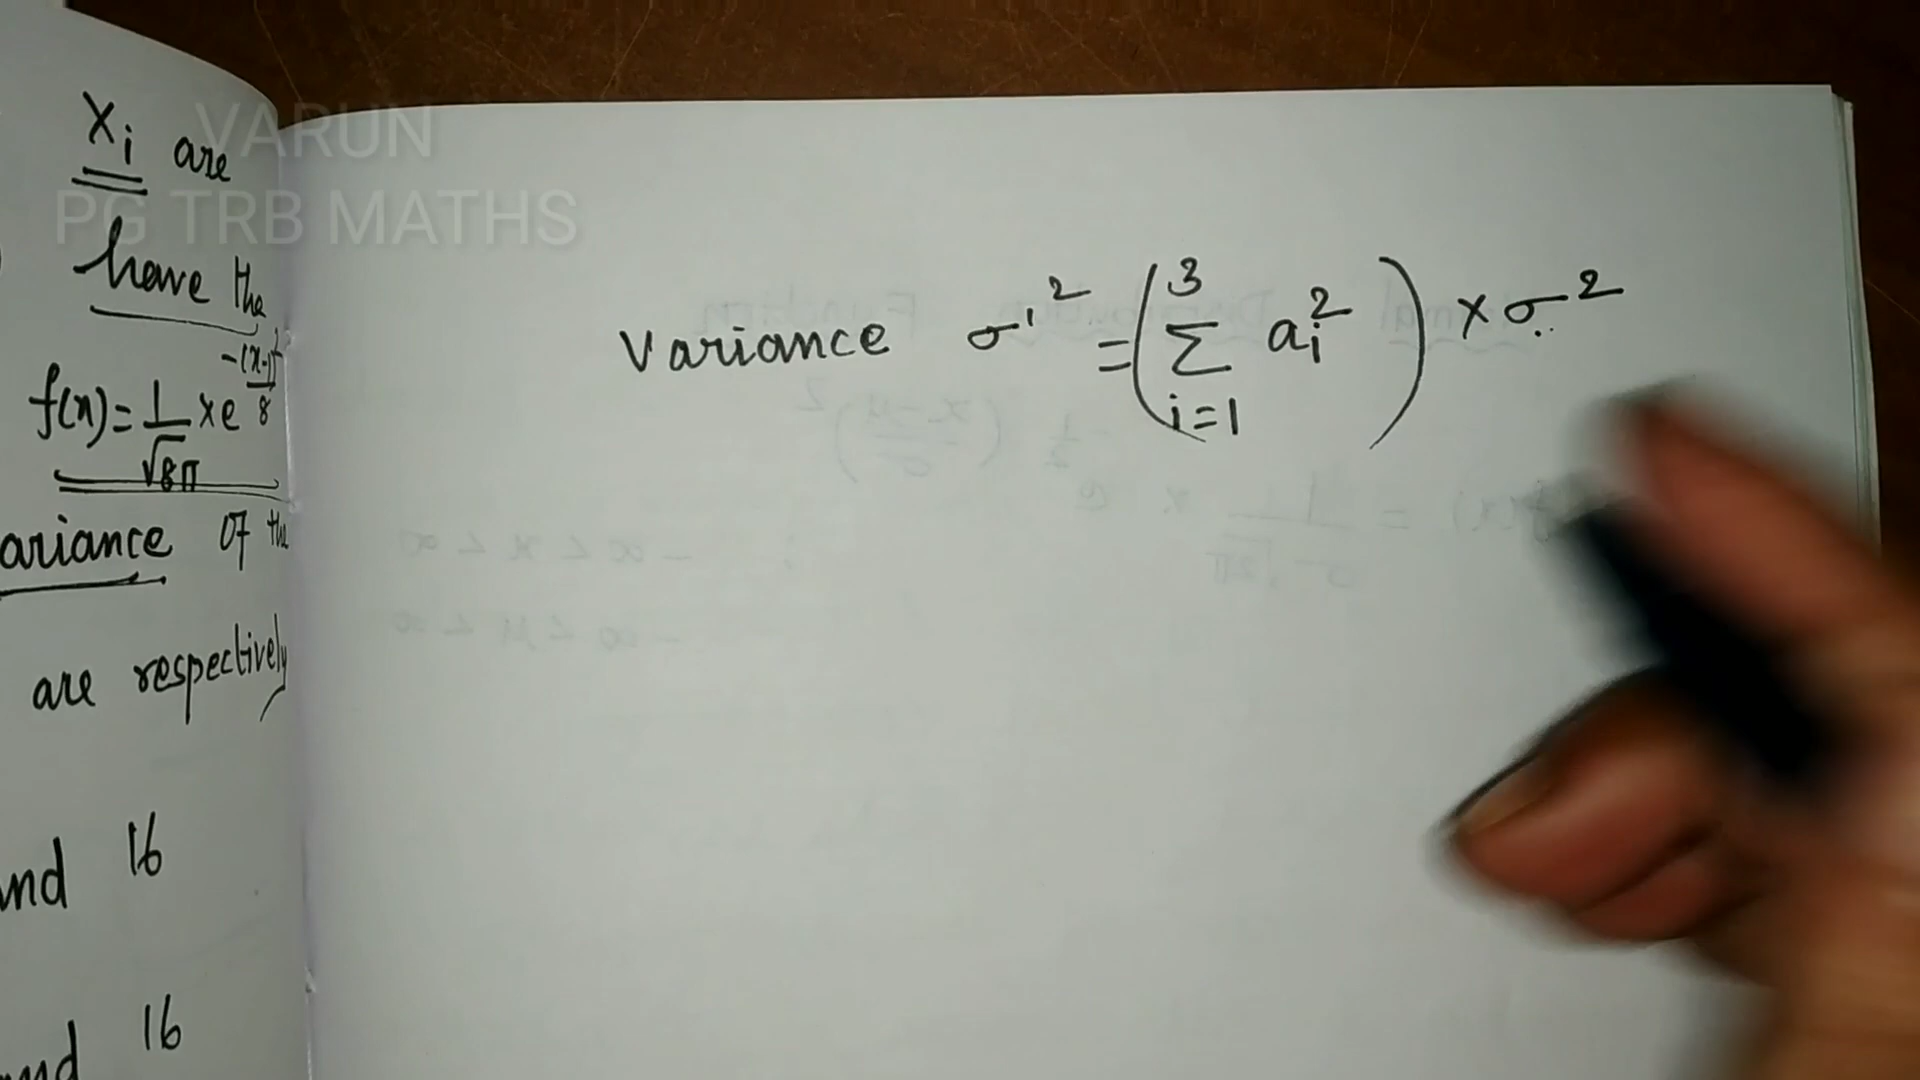 VARUN
PG TRB MATHS
Xi are
have the
f(x) = 1/√8π × e^-(x-1)²/8
ariance of the
are respectively
nd 16
nd 16
Variance σ'² = (Σ i=1 3 ai²) × σ²